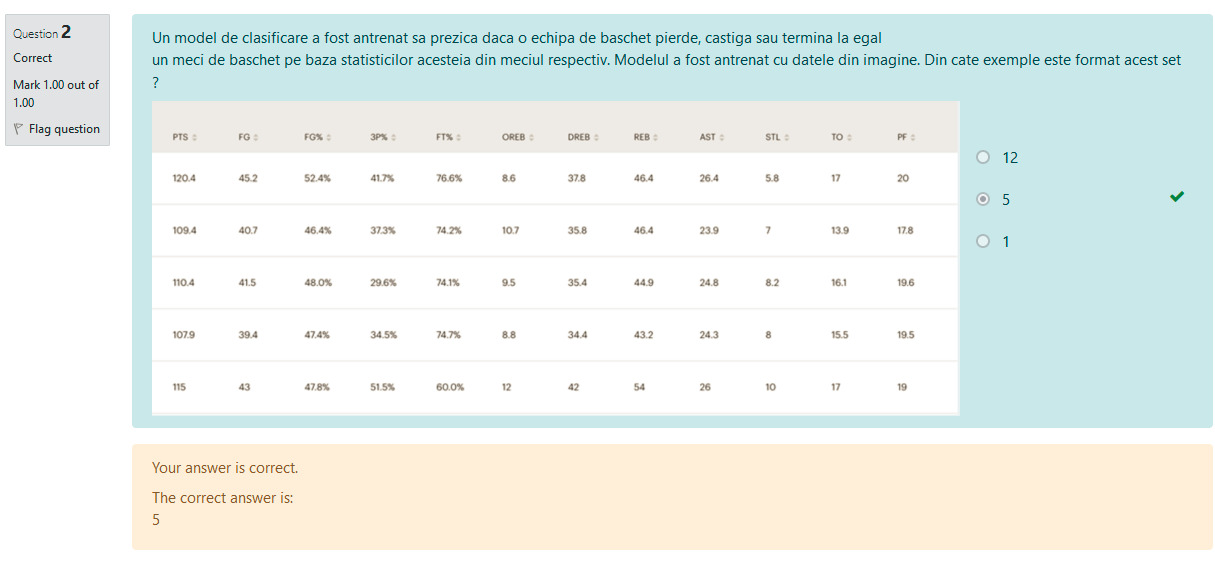 Question 2
Correct
Mark 1.00 out of
1.00
Flag question
Un model de clasificare a fost antrenat sa prezica daca o echipa de baschet pierde, castiga sau termina la egal
un meci de baschet pe baza statisticilor acesteia din meciul respectiv. Modelul a fost antrenat cu datele din imagine. Din cate exemple este format acest set
?
PTS FG FG% 3P% FT% OREB DREB REB AST STL TO PF
120.4 45.2 52.4% 41.7% 76.6% 8.6 37.8 46.4 26.4 5.8 17 20
109.4 40.7 46.4% 37.3% 74.2% 10.7 35.8 46.4 23.9 7 13.9 17.8
110.4 41.5 48.0% 29.6% 74.1% 9.5 35.4 44.9 24.8 8.2 16.1 19.6
107.9 39.4 47.4% 34.5% 74.7% 8.8 34.4 43.2 24.3 8 15.5 19.5
115 43 47.8% 51.5% 60.0% 12 42 54 26 10 17 19
12
5
1
Your answer is correct.
The correct answer is:
5